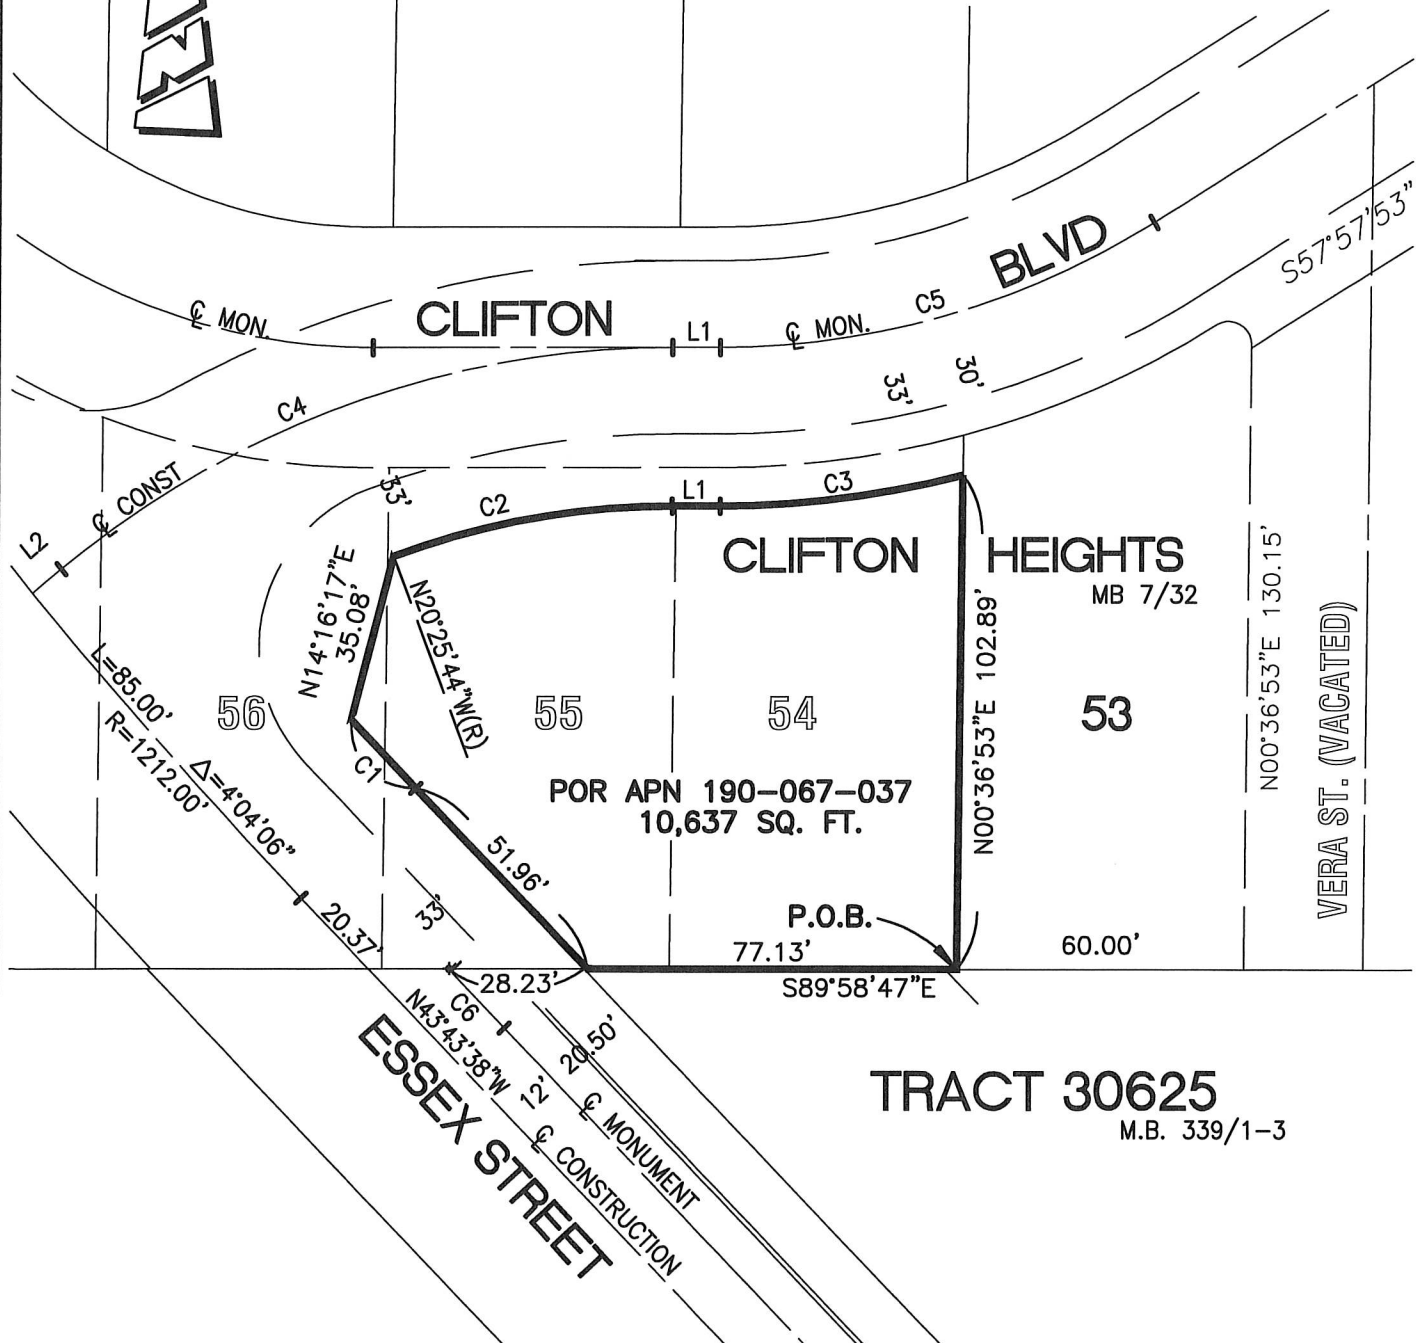 BLVD
S57°57'53"
C5
℄ MON.
CLIFTON
L1
℄ MON.
30'
33'
C4
℄ CONST
L2
33'
C2
L1
C3
CLIFTON HEIGHTS
MB 7/32
N14°16'17"E
35.08'
N20°25'44"W(R)
N00°36'53"E 102.89'
N00°36'53"E 130.15'
VERA ST. (VACATED)
L=85.00'
R=1212.00'
Δ=4°04'06"
56
55
54
53
C1
POR APN 190-067-037
10,637 SQ. FT.
51.96'
33'
20.37'
P.O.B.
77.13'
60.00'
28.23'
S89°58'47"E
C6
N43°43'38"W
12'
20.50'
ESSEX STREET
℄ MONUMENT
℄ CONSTRUCTION
TRACT 30625
M.B. 339/1-3